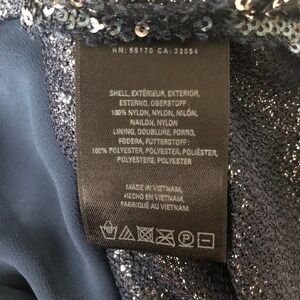 RN: 58170 CA: 33054
SHELL, EXTÉRIEUR, EXTERIOR,
ESTERNO, OBERSTOFF:
100% NYLON, NYLON, NILÓN,
NAILON, NYLON
LINING, DOUBLURE, FORRO,
FODERA, FUTTERSTOFF:
100% POLYESTER, POLYESTER, POLIÉSTER,
POLYESTERE, POLYESTER
MADE IN VIETNAM,
HECHO EN VIETNAM,
FABRIQUÉ AU VIETNAM
P